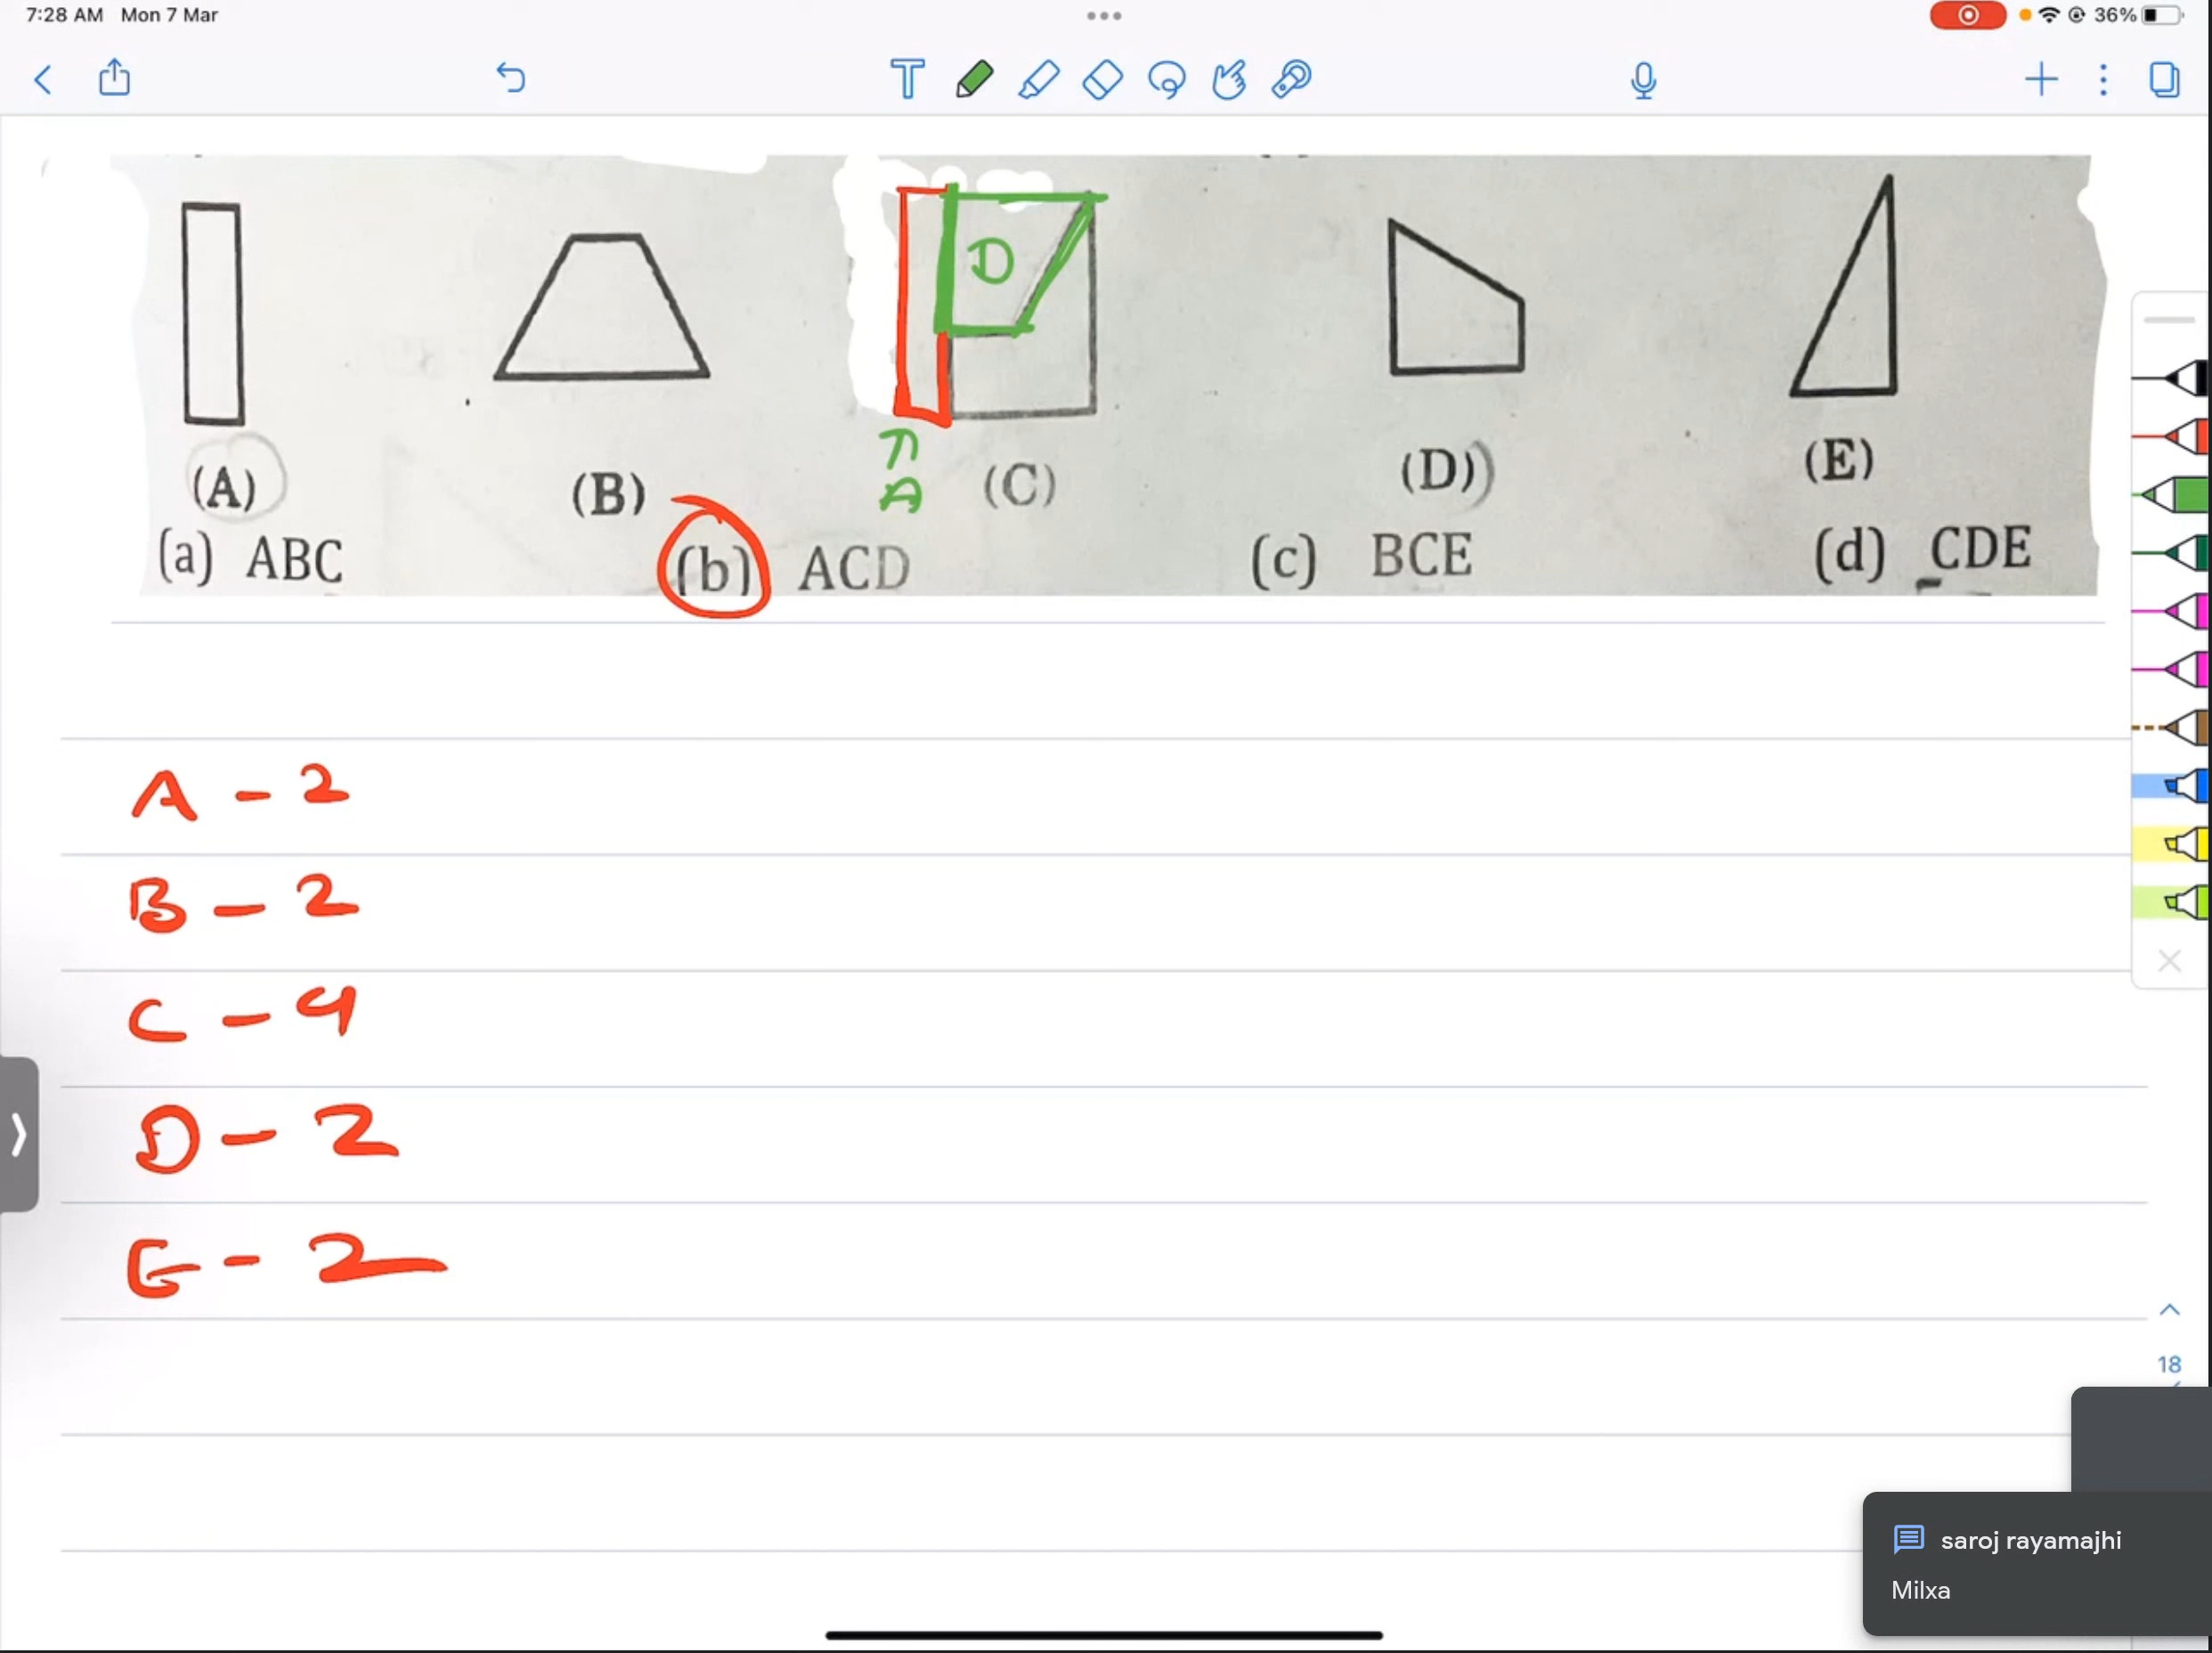 7:28 AM Mon 7 Mar
36%
T
D
A
(A) (B) (C) (D) (E)
(a) ABC (b) ACD (c) BCE (d) CDE
A - 2
B - 2
C - 4
D - 2
E - 2
18
saroj rayamajhi
Milxa